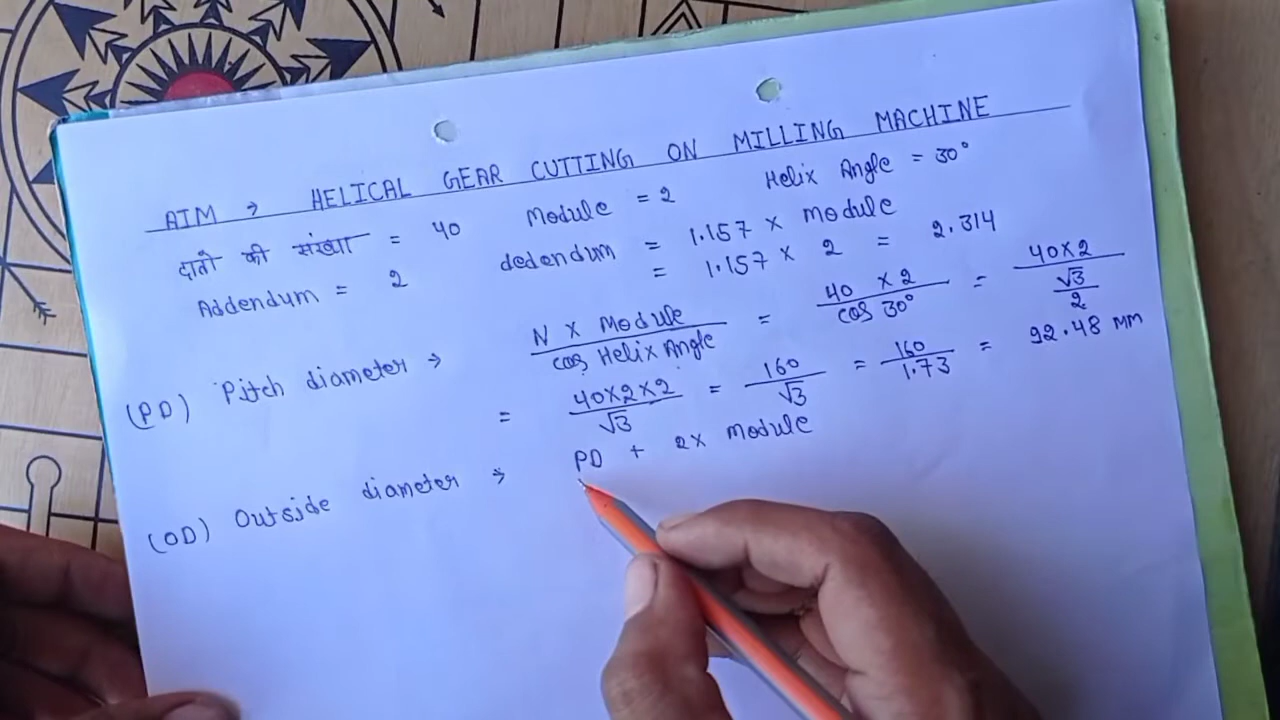 AIM → HELICAL GEAR CUTTING ON MILLING MACHINE
दातो की संख्या = 40 Module = 2 Helix Angle = 30°
Addendum = 2 dedendum = 1.157 × Module
= 1.157 × 2 = 2.314
(PD) Pitch diameter → N × Module / cos Helix Angle = 40 × 2 / cos 30° = 40×2 / √3/2
= 40×2×2 / √3 = 160 / √3 = 160 / 1.73 = 92.48 MM
(OD) Outside diameter → PD + 2× Module